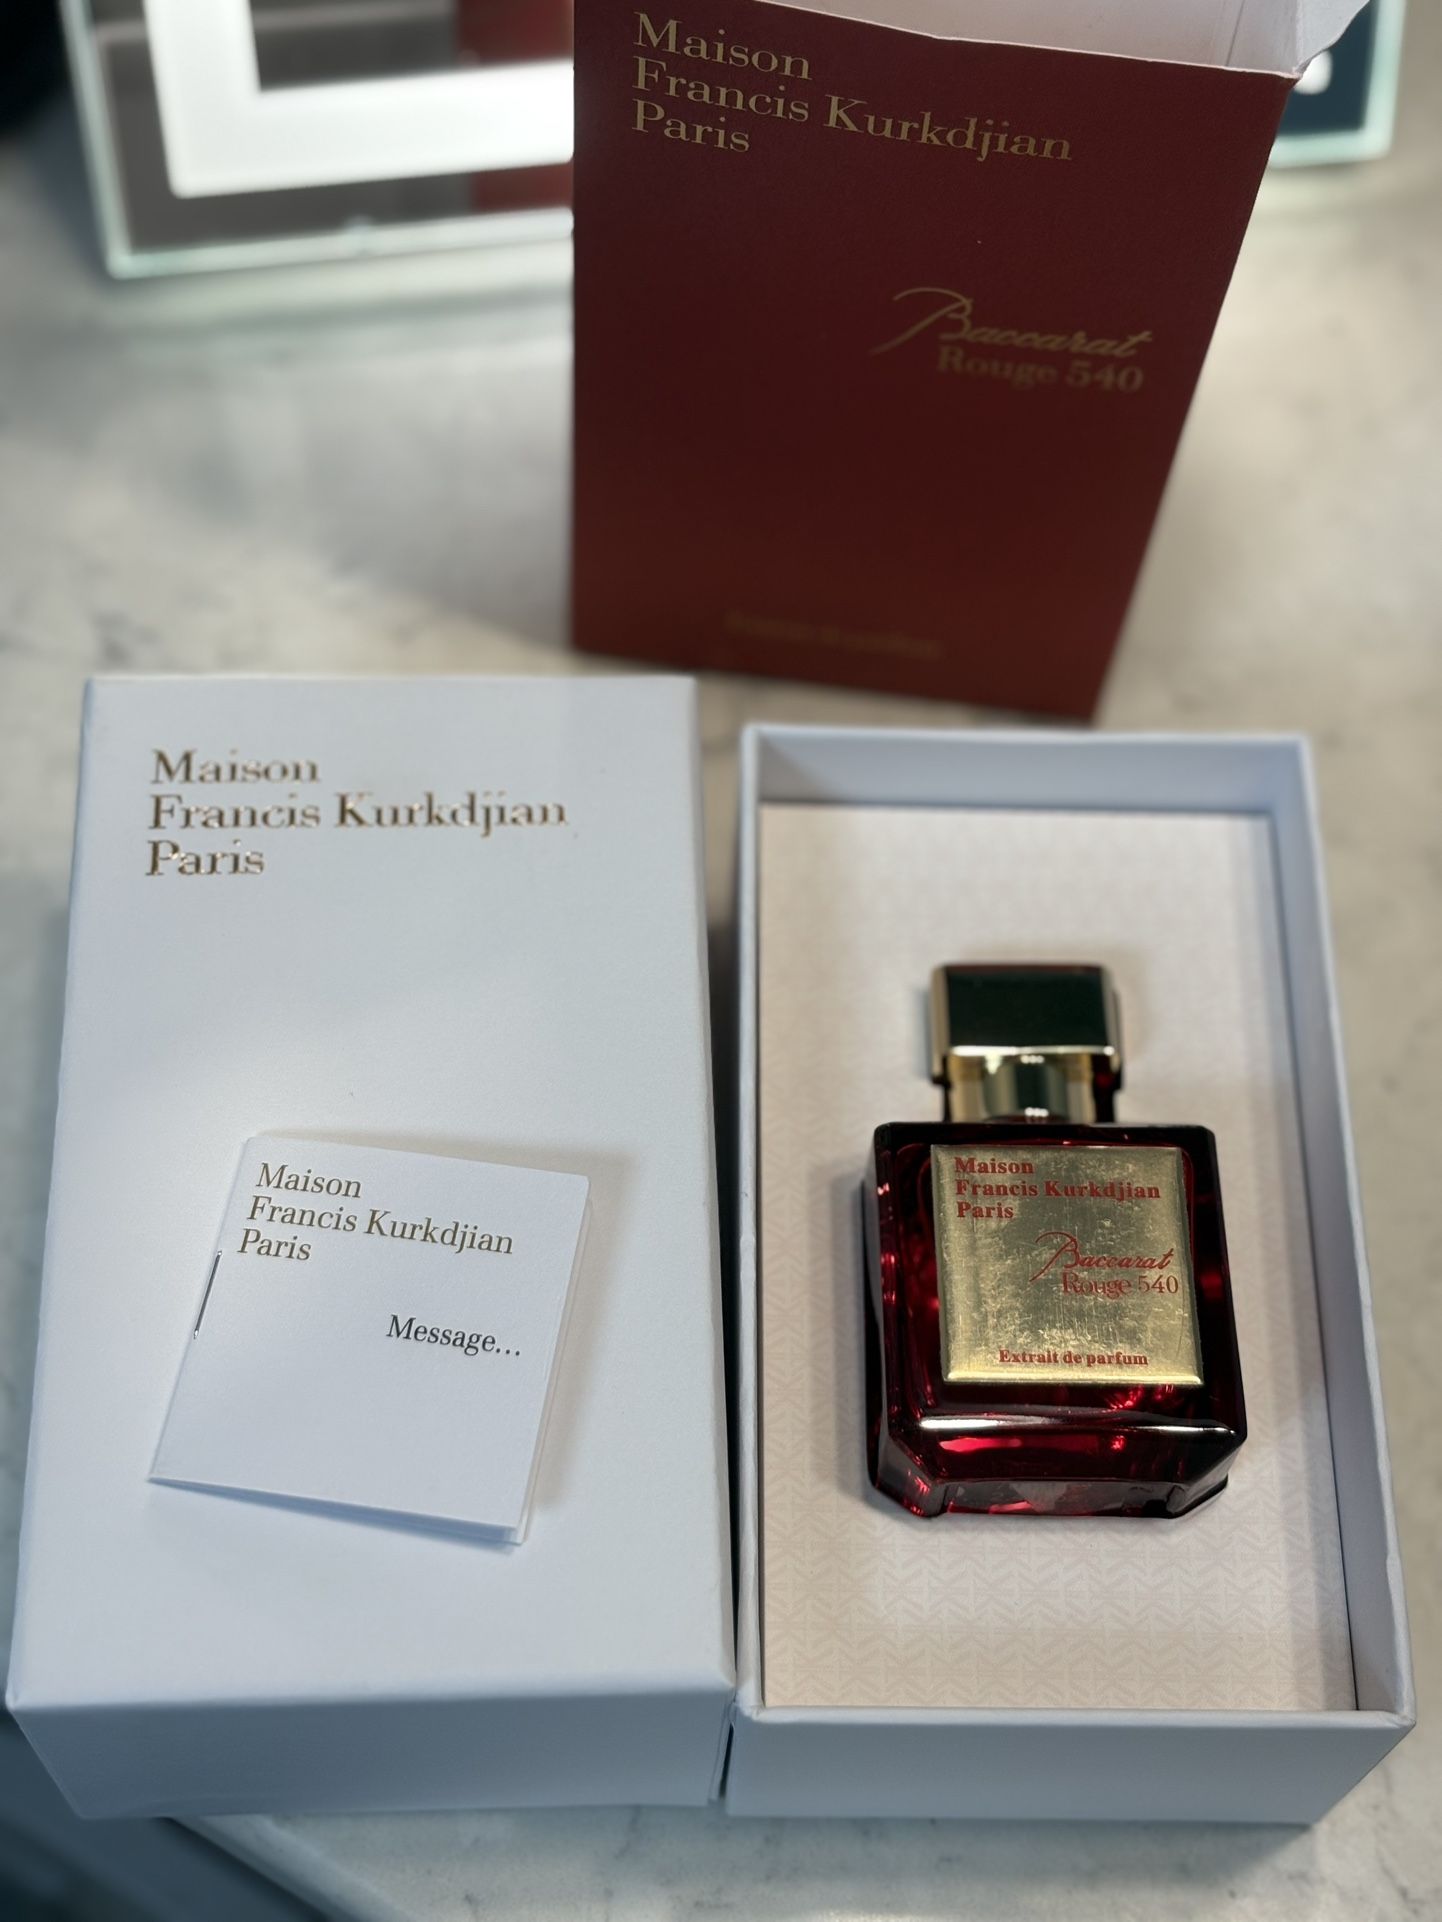 Maison
Francis Kurkdjian
Paris
Baccarat
Rouge 540
Maison
Francis Kurkdjian
Paris
Maison
Francis Kurkdjian
Paris
Message...
Maison
Francis Kurkdjian
Paris
Baccarat
Rouge 540
Extrait de parfum